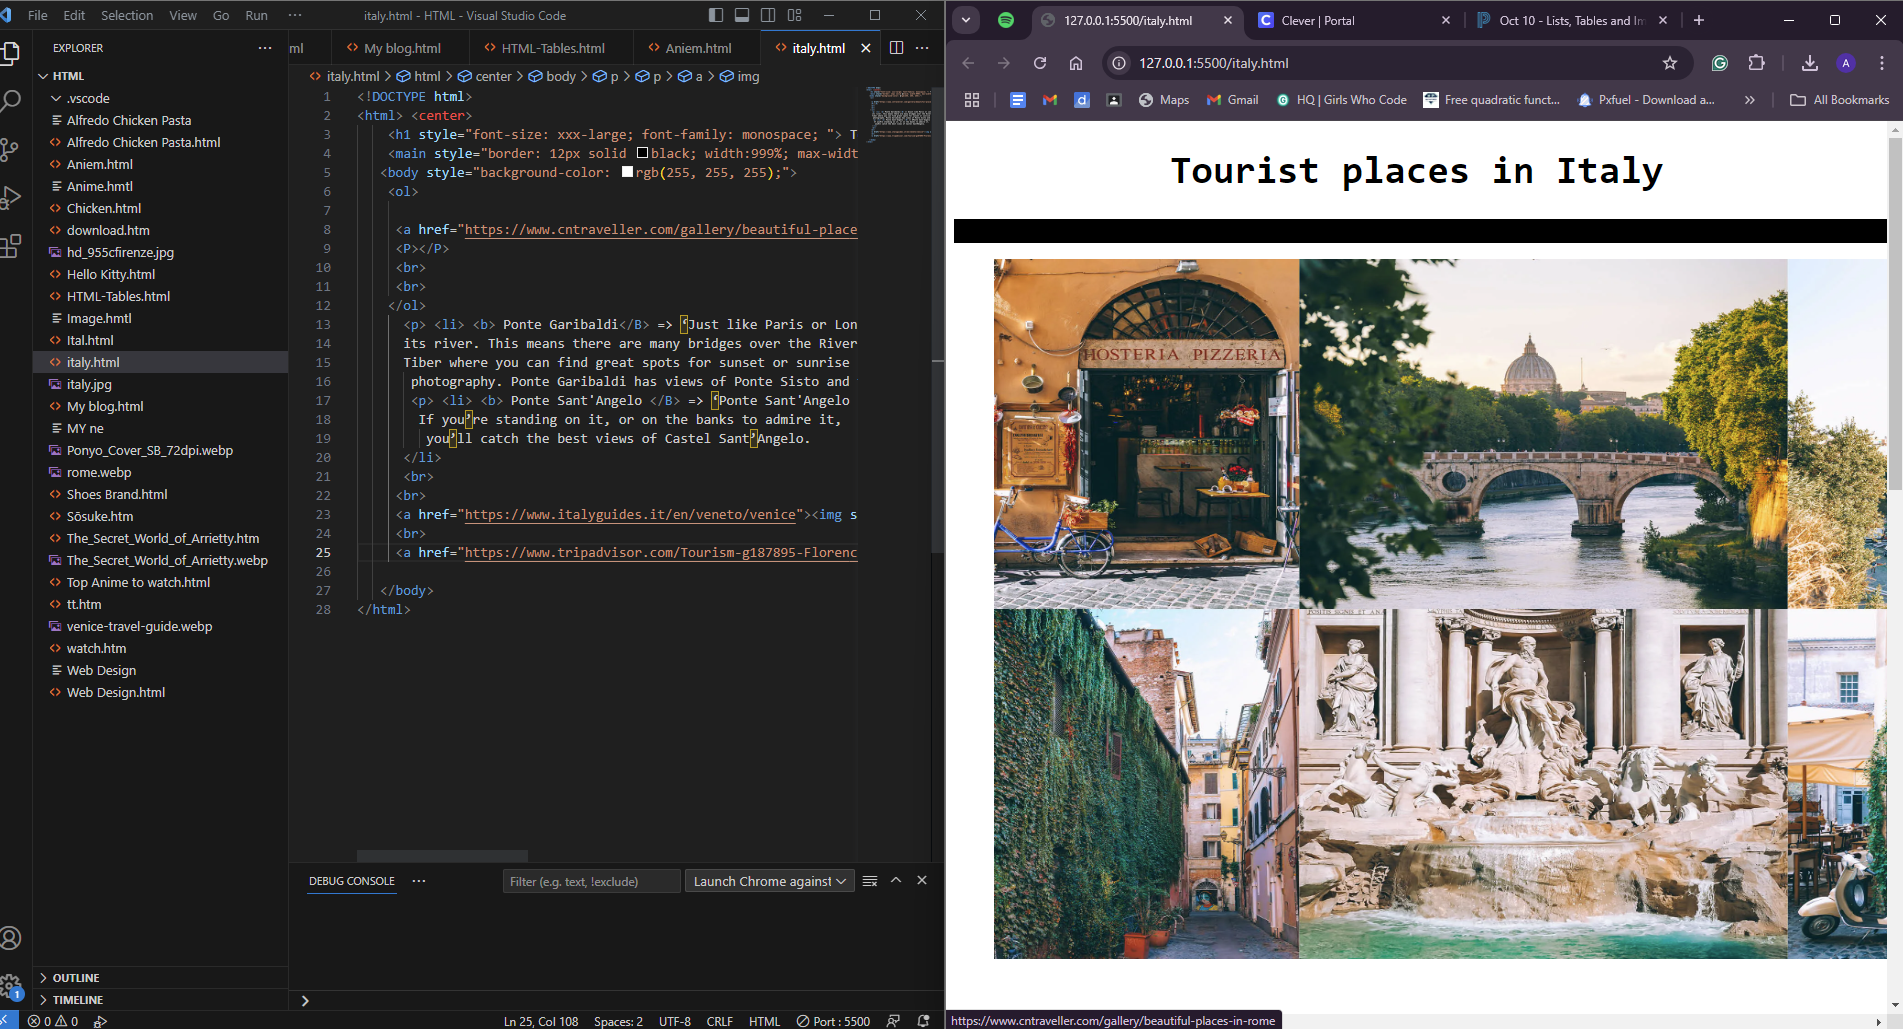 File Edit Selection View Go Run ··· italy.html - HTML - Visual Studio Code
EXPLORER ···
HTML
.vscode
Alfredo Chicken Pasta
Alfredo Chicken Pasta.html
Aniem.html
Anime.hmtl
Chicken.html
download.htm
hd_955cfirenze.jpg
Hello Kitty.html
HTML-Tables.html
Image.hmtl
Ital.html
italy.html
italy.jpg
My blog.html
MY ne
Ponyo_Cover_SB_72dpi.webp
rome.webp
Shoes Brand.html
Sōsuke.htm
The_Secret_World_of_Arrietty.htm
The_Secret_World_of_Arrietty.webp
Top Anime to watch.html
tt.htm
venice-travel-guide.webp
watch.htm
Web Design
Web Design.html
OUTLINE
TIMELINE
ml My blog.html HTML-Tables.html Aniem.html italy.html ···
italy.html > html > center > body > p > p > a > img
1 <!DOCTYPE html>
2 <html> <center>
3 <h1 style="font-size: xxx-large; font-family: monospace; "> T
4 <main style="border: 12px solid black; width:999%; max-widt
5 <body style="background-color: rgb(255, 255, 255);">
6 <ol>
7
8 <a href="https://www.cntraveller.com/gallery/beautiful-place
9 <P></P>
10 <br>
11 <br>
12 </ol>
13 <p> <li> <b> Ponte Garibaldi</B> => ‘Just like Paris or Lon
14 its river. This means there are many bridges over the River
15 Tiber where you can find great spots for sunset or sunrise
16 photography. Ponte Garibaldi has views of Ponte Sisto and
17 <p> <li> <b> Ponte Sant'Angelo </B> => ‘Ponte Sant'Angelo
18 If you’re standing on it, or on the banks to admire it,
19 you’ll catch the best views of Castel Sant’Angelo.
20 </li>
21 <br>
22 <br>
23 <a href="https://www.italyguides.it/en/veneto/venice"><img s
24 <br>
25 <a href="https://www.tripadvisor.com/Tourism-g187895-Florenc
26
27 </body>
28 </html>
DEBUG CONSOLE ··· Filter (e.g. text, !exclude) Launch Chrome against
1
0 0 Ln 25, Col 108 Spaces: 2 UTF-8 CRLF HTML Port : 5500
127.0.0.1:5500/italy.html Clever | Portal Oct 10 - Lists, Tables and Im
127.0.0.1:5500/italy.html A
Maps Gmail HQ | Girls Who Code Free quadratic funct... Pxfuel - Download a... » All Bookmarks
Tourist places in Italy
HOSTERIA PIZZERIA
https://www.cntraveller.com/gallery/beautiful-places-in-rome